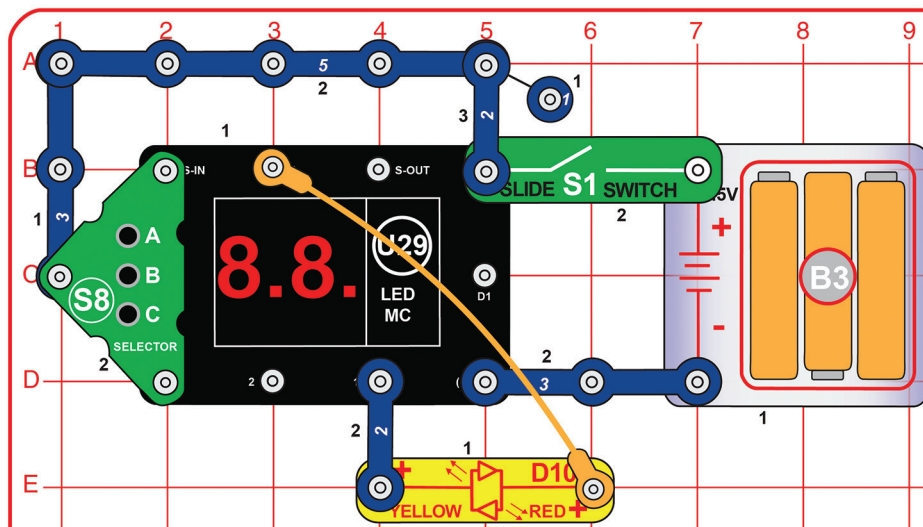 1 2 3 4 5 6 7 8 9
A
5
2
1
1
3
2
1
B
S-IN
S-OUT
SLIDE S1 SWITCH
2
1
3
A
B
C
S8
SELECTOR
2
C
8.8.
U29
LED
MC
D1
+
-
B3
D
2
2
3
1
2
2
1
E
+
D10
YELLOW
RED
+